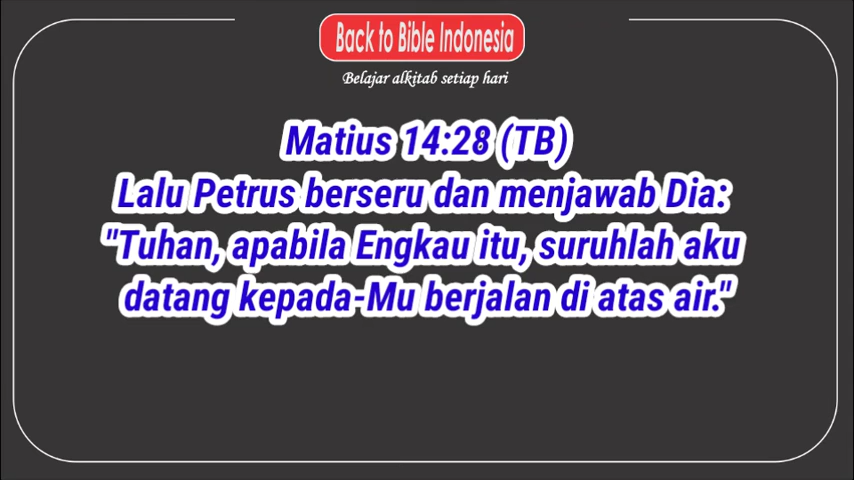 Back to Bible Indonesia
Belajar alkitab setiap hari
Matius 14:28 (TB)
Lalu Petrus berseru dan menjawab Dia:
"Tuhan, apabila Engkau itu, suruhlah aku
datang kepada-Mu berjalan di atas air."